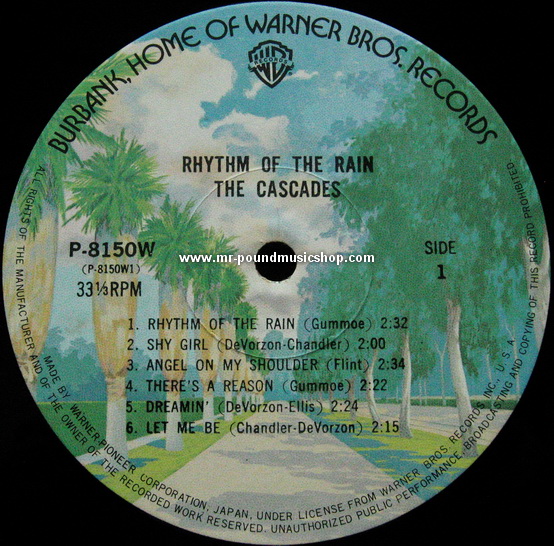 BURBANK, HOME OF WARNER BROS. RECORDS
WB
RECORDS
RHYTHM OF THE RAIN
THE CASCADES
P-8150W
(P-8150W1)
33⅓RPM
SIDE
1
www.mr-poundmusicshop.com
1. RHYTHM OF THE RAIN (Gummoe) 2:32
2. SHY GIRL (DeVorzon-Chandler) 2:00
3. ANGEL ON MY SHOULDER (Flint) 2:34
4. THERE'S A REASON (Gummoe) 2:22
5. DREAMIN' (DeVorzon-Ellis) 2:24
6. LET ME BE (Chandler-DeVorzon) 2:15
MADE BY WARNER-PIONEER CORPORATION, JAPAN, UNDER LICENSE FROM WARNER BROS. RECORDS INC., U.S.A.
ALL RIGHTS OF THE MANUFACTURER AND OF THE OWNER OF THE RECORDED WORK RESERVED. UNAUTHORIZED PUBLIC PERFORMANCE, BROADCASTING AND COPYING OF THIS RECORD PROHIBITED